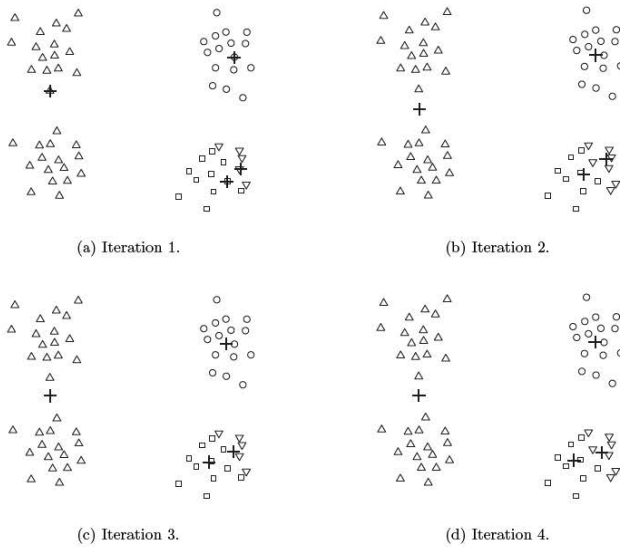 (a) Iteration 1.
(b) Iteration 2.
(c) Iteration 3.
(d) Iteration 4.